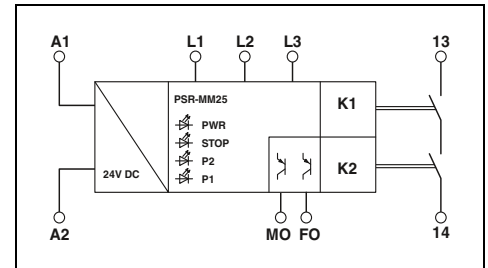 A1 L1 L2 L3 13
PSR-MM25
K1
PWR
STOP
P2
K2
24V DC
P1
A2 MO FO 14